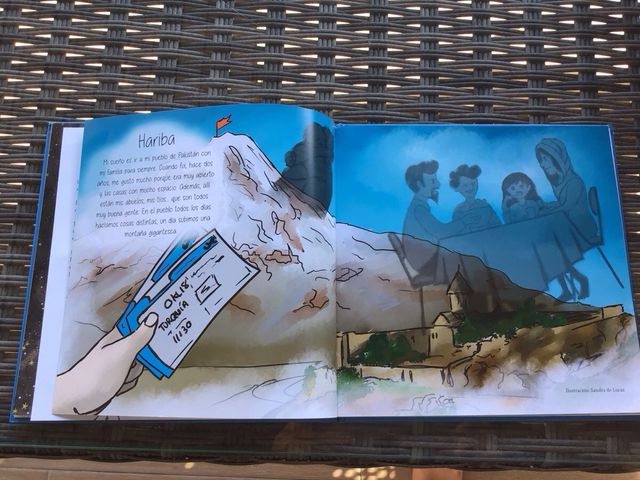 Hariba
Mi sueño es ir a mi pueblo de Pakistán con
mi familia para siempre. Cuando fui, hace dos
años, me gustó mucho porque era muy abierto
y las casas con mucho espacio. Además, allí
están mis abuelos, mis tíos... que son todos
muy buena gente. En el pueblo todos los días
hacíamos cosas distintas, un día subimos una
montaña gigantesca.
TURQUÍA
11:30
Ilustración: Sandra de Lucas